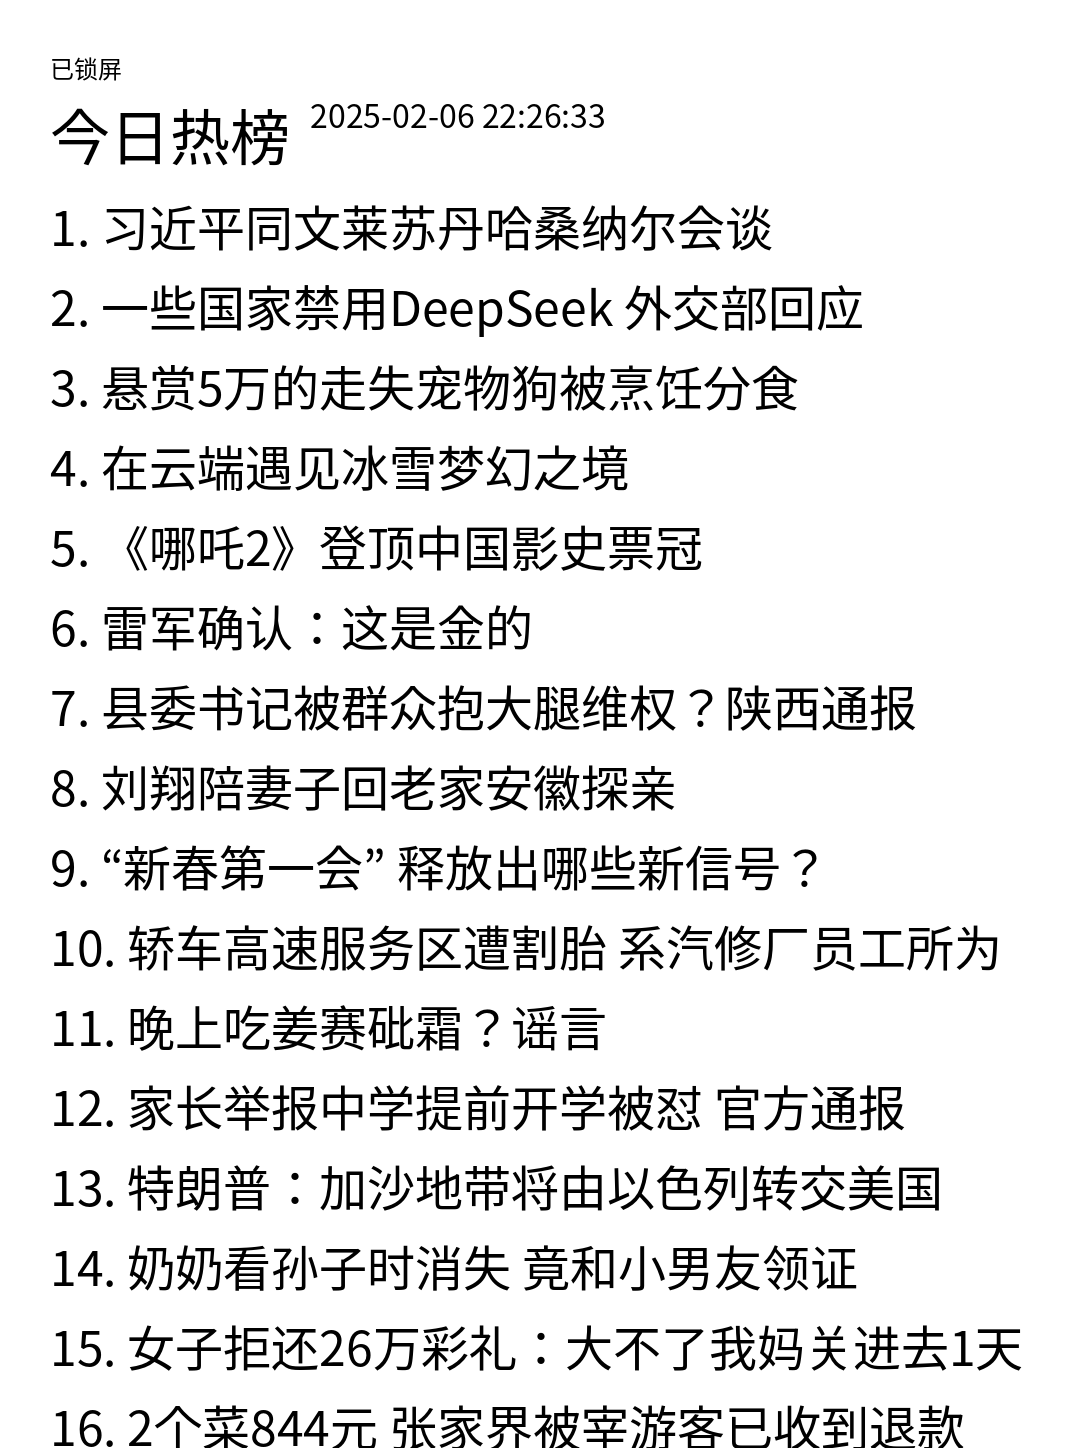 已锁屏
今日热榜 2025-02-06 22:26:33
1. 习近平同文莱苏丹哈桑纳尔会谈
2. 一些国家禁用DeepSeek 外交部回应
3. 悬赏5万的走失宠物狗被烹饪分食
4. 在云端遇见冰雪梦幻之境
5. 《哪吒2》登顶中国影史票冠
6. 雷军确认：这是金的
7. 县委书记被群众抱大腿维权？陕西通报
8. 刘翔陪妻子回老家安徽探亲
9. “新春第一会” 释放出哪些新信号？
10. 轿车高速服务区遭割胎 系汽修厂员工所为
11. 晚上吃姜赛砒霜？谣言
12. 家长举报中学提前开学被怼 官方通报
13. 特朗普：加沙地带将由以色列转交美国
14. 奶奶看孙子时消失 竟和小男友领证
15. 女子拒还26万彩礼：大不了我妈关进去1天
16. 2个菜844元 张家界被宰游客已收到退款